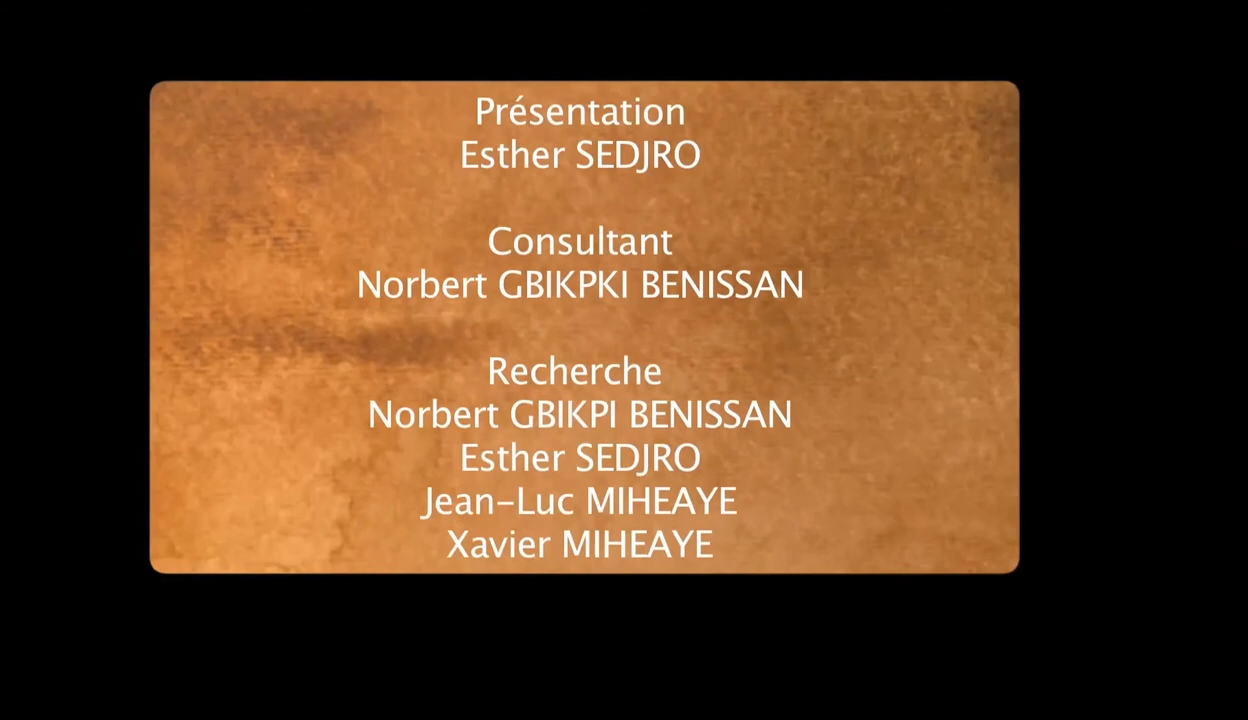 Présentation
Esther SEDJRO
Consultant
Norbert GBIKPKI BENISSAN
Recherche
Norbert GBIKPI BENISSAN
Esther SEDJRO
Jean-Luc MIHEAYE
Xavier MIHEAYE